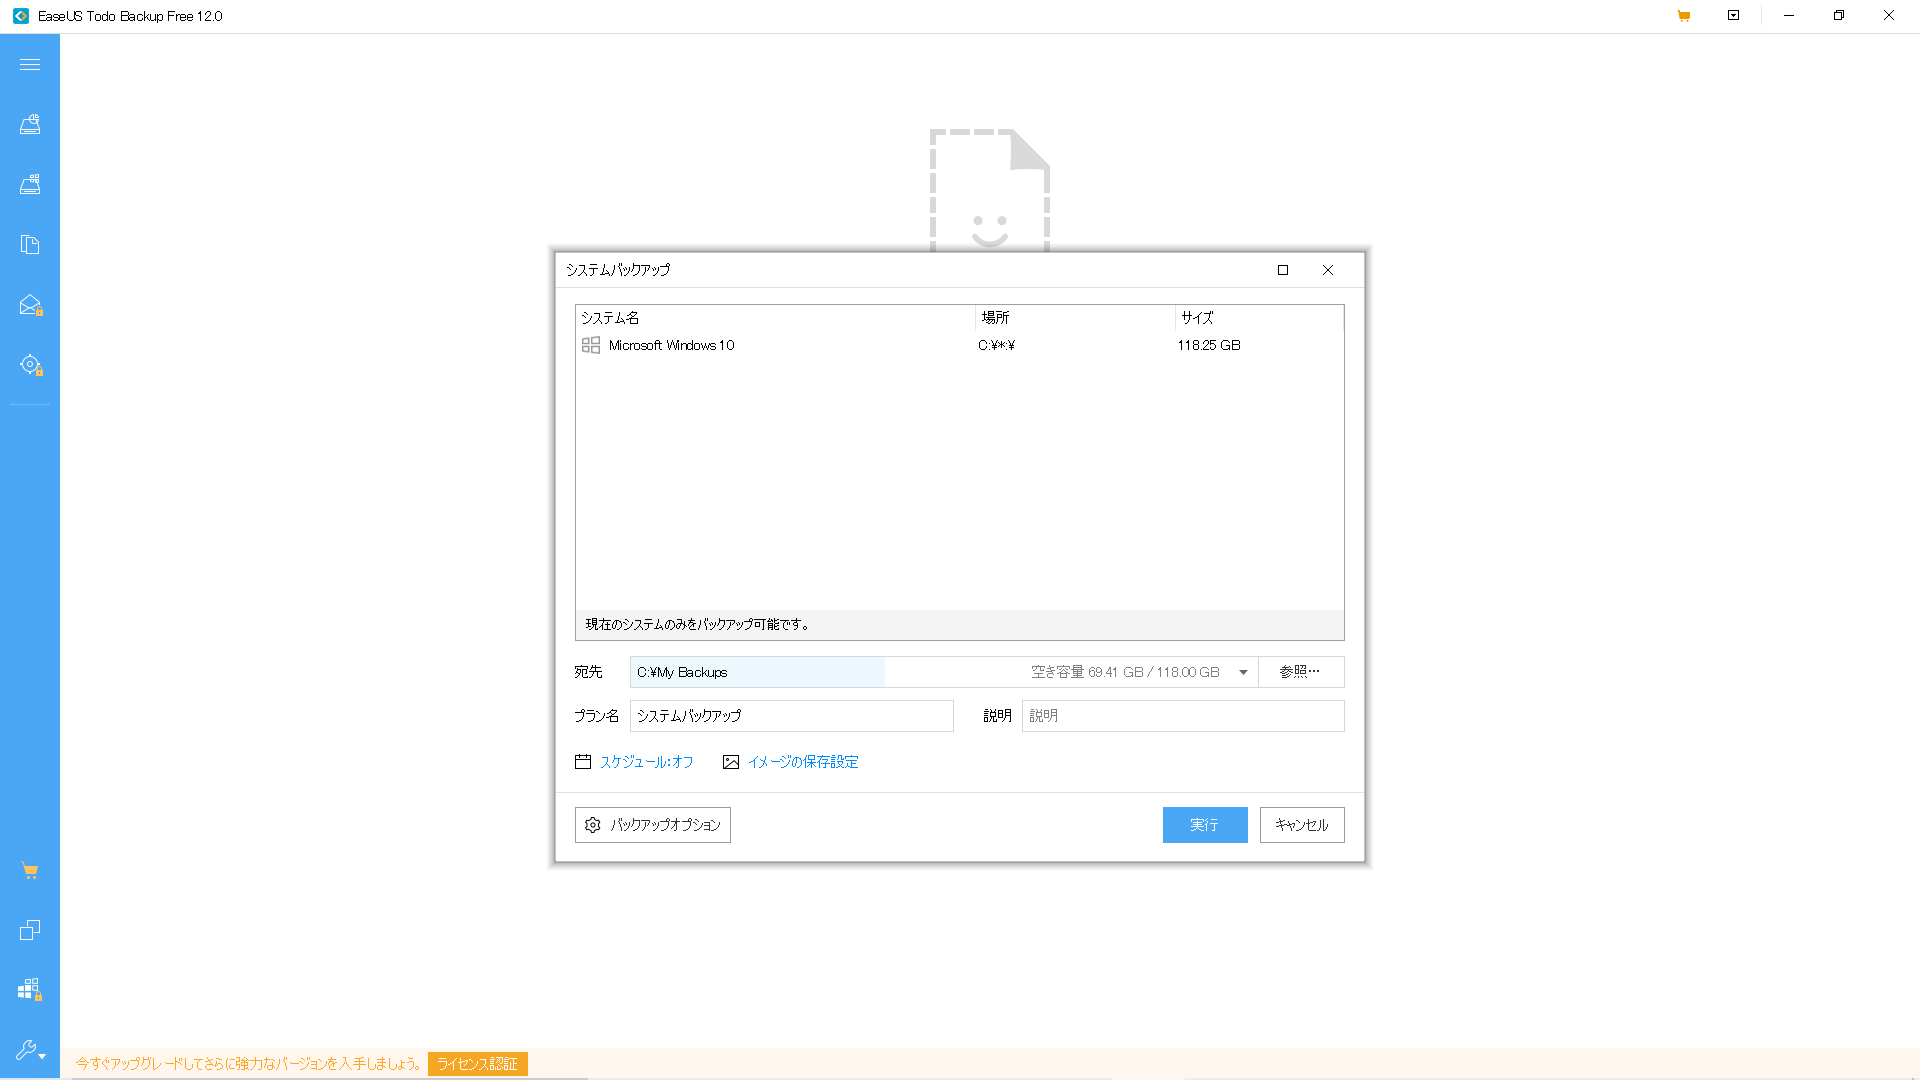 EaseUS Todo Backup Free 12.0
システムバックアップ
システム名 場所 サイズ
Microsoft Windows 10 C:¥*:¥ 118.25 GB
現在のシステムのみをバックアップ可能です。
宛先 C:¥My Backups 空き容量 69.41 GB / 118.00 GB 参照…
プラン名 システムバックアップ 説明 説明
スケジュール:オフ イメージの保存設定
バックアップオプション 実行 キャンセル
今すぐアップグレードしてさらに強力なバージョンを入手しましょう。 ライセンス認証